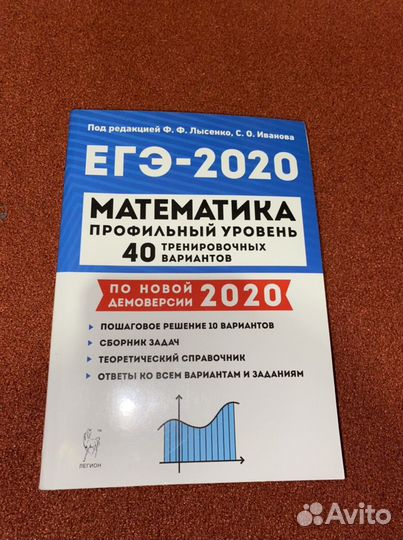 Под редакцией Ф. Ф. Лысенко, С. О. Иванова
ЕГЭ-2020
МАТЕМАТИКА
ПРОФИЛЬНЫЙ УРОВЕНЬ
40 ТРЕНИРОВОЧНЫХ
ВАРИАНТОВ
ПО НОВОЙ
ДЕМОВЕРСИИ 2020
ПОШАГОВОЕ РЕШЕНИЕ 10 ВАРИАНТОВ
СБОРНИК ЗАДАЧ
ТЕОРЕТИЧЕСКИЙ СПРАВОЧНИК
ОТВЕТЫ КО ВСЕМ ВАРИАНТАМ И ЗАДАНИЯМ
ЛЕГИОН
Avito